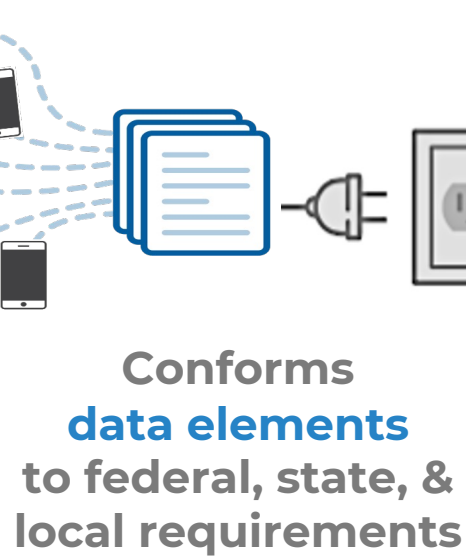 Conforms
data elements
to federal, state, &
local requirements